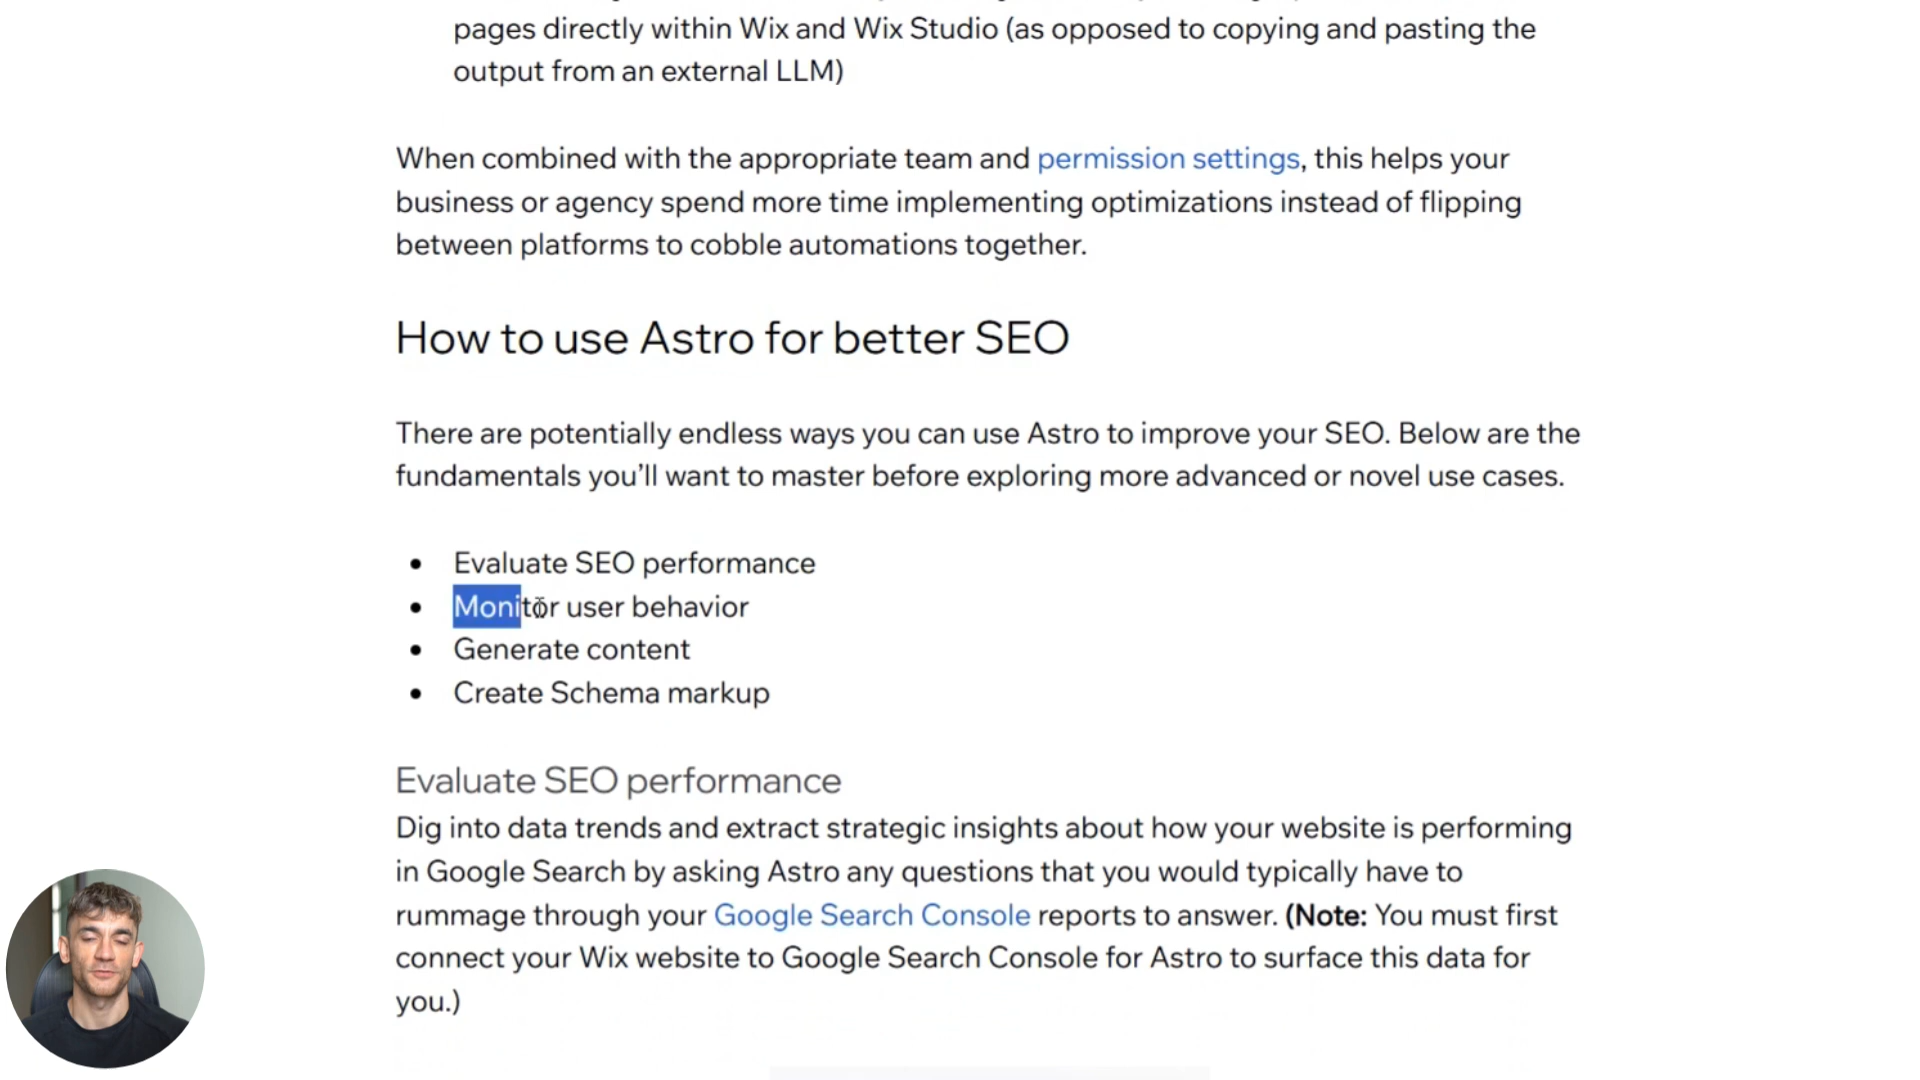 pages directly within Wix and Wix Studio (as opposed to copying and pasting the
output from an external LLM)
When combined with the appropriate team and permission settings, this helps your
business or agency spend more time implementing optimizations instead of flipping
between platforms to cobble automations together.
How to use Astro for better SEO
There are potentially endless ways you can use Astro to improve your SEO. Below are the
fundamentals you’ll want to master before exploring more advanced or novel use cases.
• Evaluate SEO performance
• Monitor user behavior
• Generate content
• Create Schema markup
Evaluate SEO performance
Dig into data trends and extract strategic insights about how your website is performing
in Google Search by asking Astro any questions that you would typically have to
rummage through your Google Search Console reports to answer. (Note: You must first
connect your Wix website to Google Search Console for Astro to surface this data for
you.)